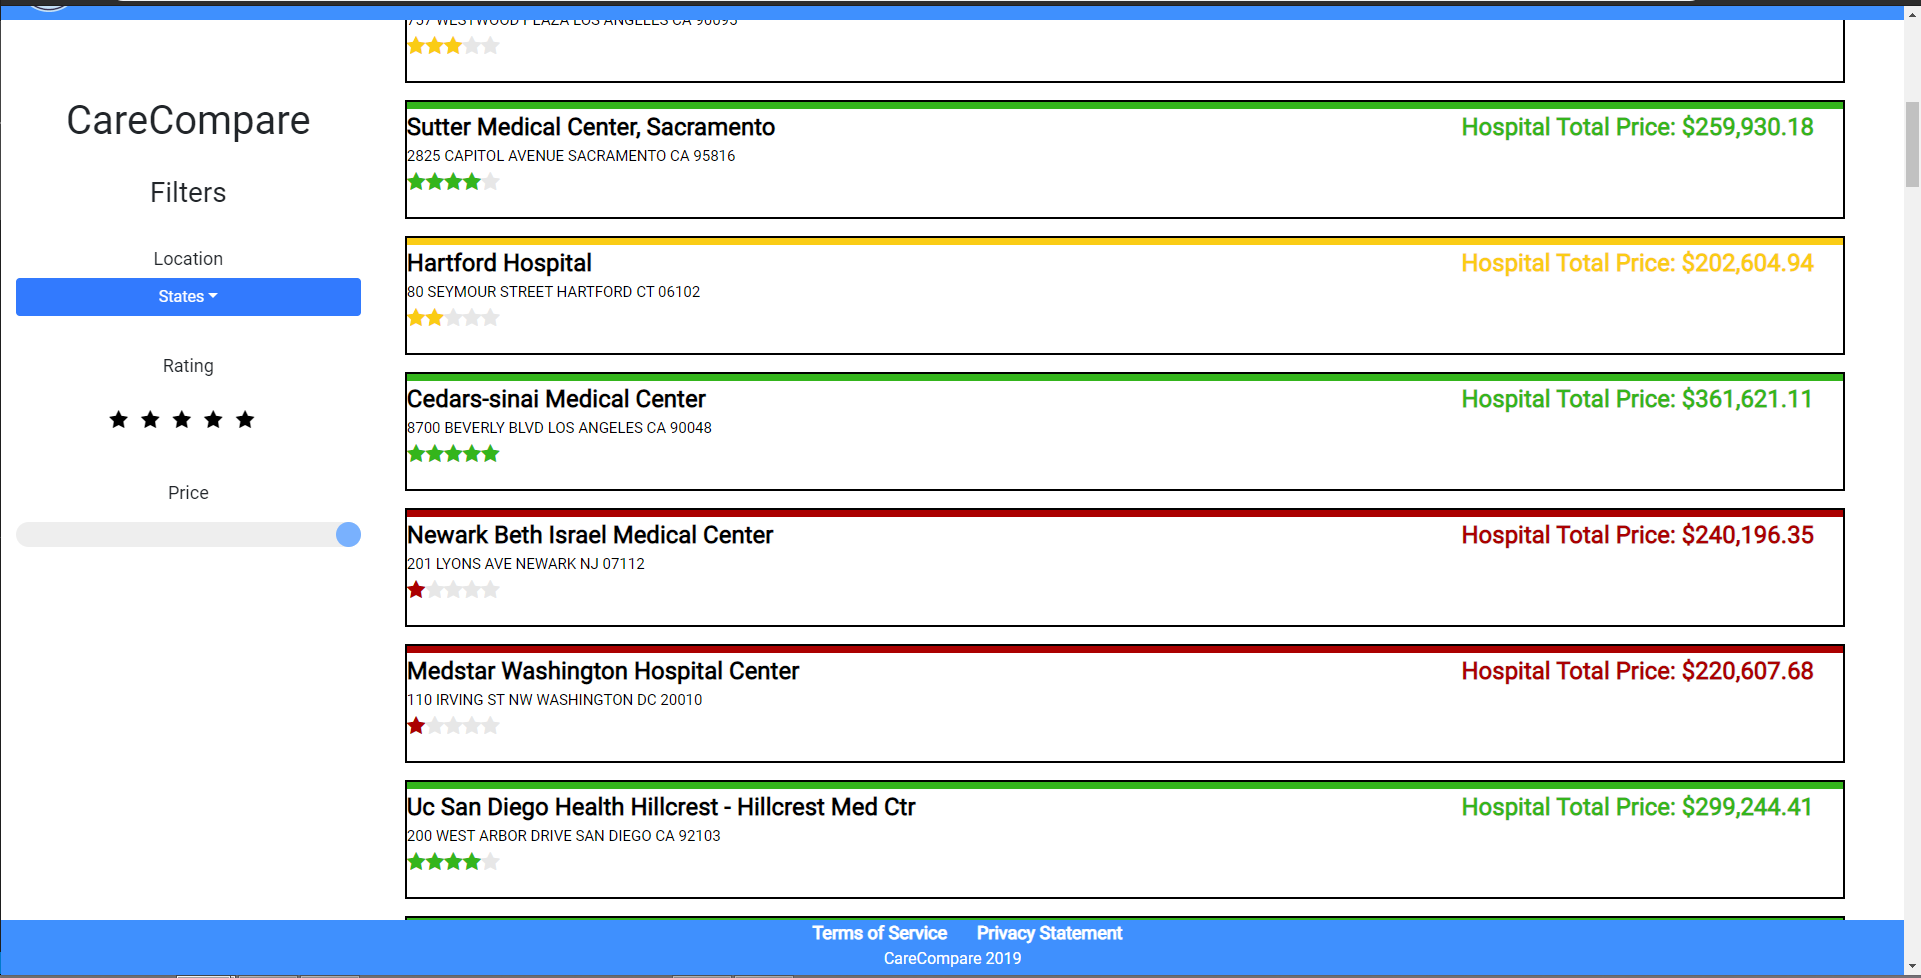 CareCompare
Filters
Location
States
Rating
Price
737 WESTWOOD PLAZA LOS ANGELES CA 90095
Sutter Medical Center, Sacramento
Hospital Total Price: $259,930.18
2825 CAPITOL AVENUE SACRAMENTO CA 95816
Hartford Hospital
Hospital Total Price: $202,604.94
80 SEYMOUR STREET HARTFORD CT 06102
Cedars-sinai Medical Center
Hospital Total Price: $361,621.11
8700 BEVERLY BLVD LOS ANGELES CA 90048
Newark Beth Israel Medical Center
Hospital Total Price: $240,196.35
201 LYONS AVE NEWARK NJ 07112
Medstar Washington Hospital Center
Hospital Total Price: $220,607.68
110 IRVING ST NW WASHINGTON DC 20010
Uc San Diego Health Hillcrest - Hillcrest Med Ctr
Hospital Total Price: $299,244.41
200 WEST ARBOR DRIVE SAN DIEGO CA 92103
Terms of Service Privacy Statement
CareCompare 2019